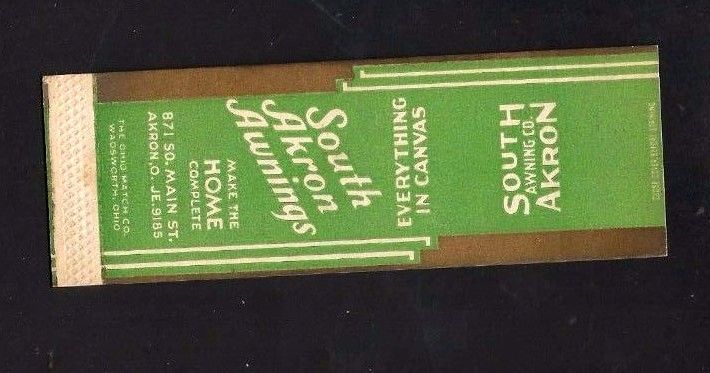 SOUTH
AWNING CO.
AKRON
EVERYTHING
IN CANVAS
South
Akron
Awnings
MAKE THE
HOME
COMPLETE
871 SO. MAIN ST.
AKRON, O. JE. 9185
THE OHIO MATCH CO.
WADSWORTH, OHIO